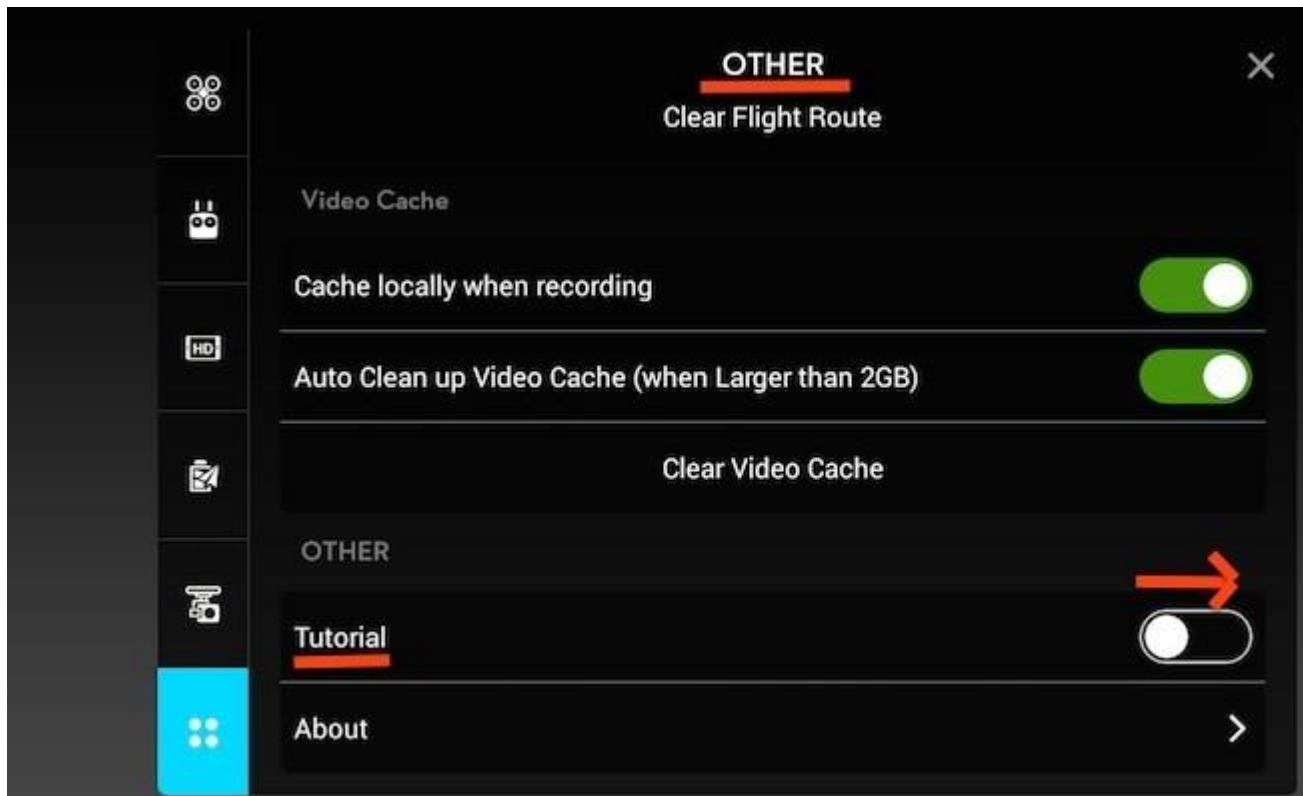 OTHER
Clear Flight Route
Video Cache
Cache locally when recording
HD
Auto Clean up Video Cache (when Larger than 2GB)
Clear Video Cache
OTHER
Tutorial
About